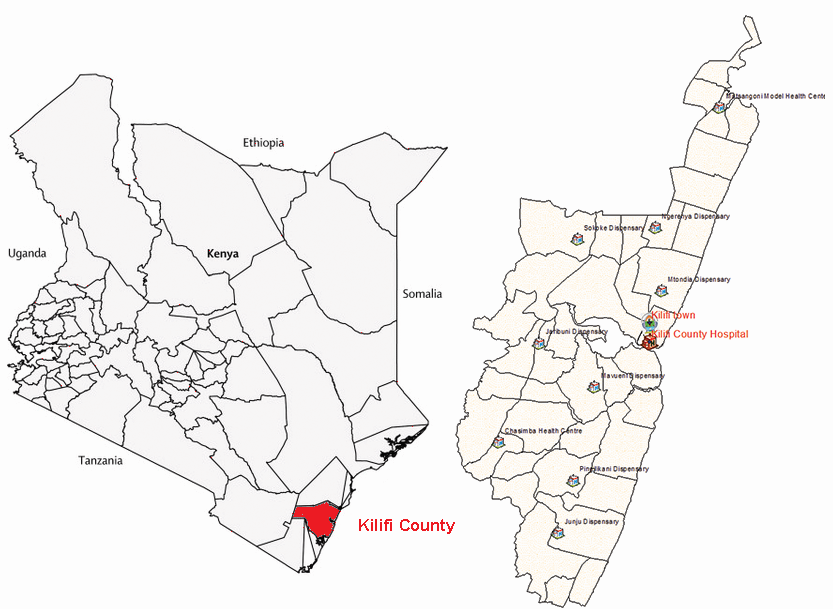 Ethiopia
Uganda
Kenya
Somalia
Tanzania
Kilifi County
Matsangoni Model Health Cente
Ngerenya Dispensary
Sokoke Dispensary
Mtondia Dispensary
Kilifi town
Kilifi County Hospital
Jaribuni Dispensary
Mavueni Dispensary
Chasimba Health Centre
Pingilikani Dispensary
Junju Dispensary